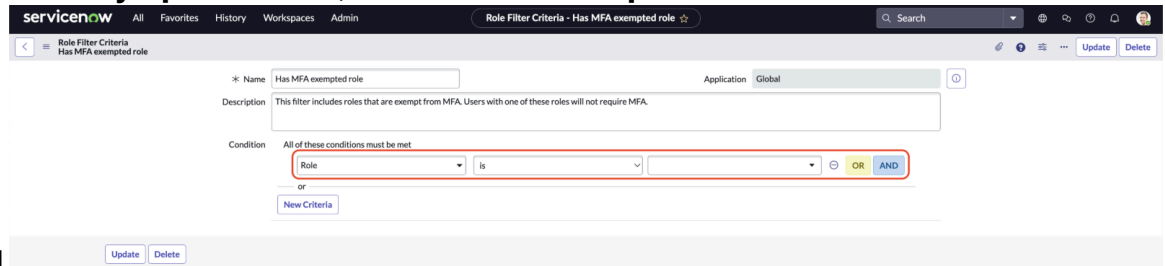 servicenow All Favorites History Workspaces Admin Role Filter Criteria - Has MFA exempted role Search
Role Filter Criteria
Has MFA exempted role Update Delete
Name Has MFA exempted role Application Global
Description This filter includes roles that are exempt from MFA. Users with one of these roles will not require MFA.
Condition All of these conditions must be met
Role is OR AND
or
New Criteria
Update Delete